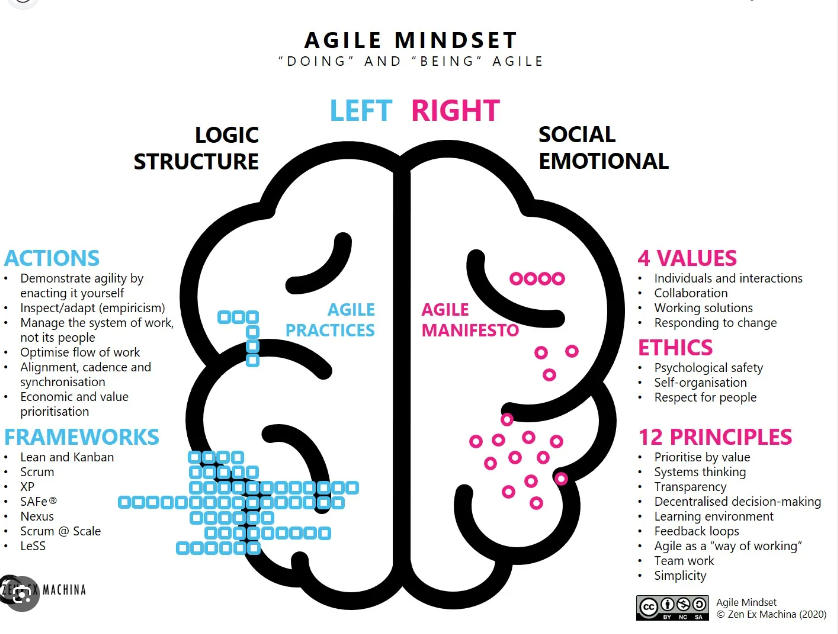 AGILE MINDSET
"DOING" AND "BEING" AGILE
LEFT RIGHT
LOGIC
STRUCTURE
SOCIAL
EMOTIONAL
ACTIONS
• Demonstrate agility by
enacting it yourself
• Inspect/adapt (empiricism)
• Manage the system of work,
not its people
• Optimise flow of work
• Alignment, cadence and
synchronisation
• Economic and value
prioritisation
FRAMEWORKS
• Lean and Kanban
• Scrum
• XP
• SAFe®
• Nexus
• Scrum @ Scale
• LeSS
AGILE
PRACTICES
AGILE
MANIFESTO
4 VALUES
• Individuals and interactions
• Collaboration
• Working solutions
• Responding to change
ETHICS
• Psychological safety
• Self-organisation
• Respect for people
12 PRINCIPLES
• Prioritise by value
• Systems thinking
• Transparency
• Decentralised decision-making
• Learning environment
• Feedback loops
• Agile as a "way of working"
• Team work
• Simplicity
EX MACHINA
cc
BY NC SA
Agile Mindset
© Zen Ex Machina (2020)